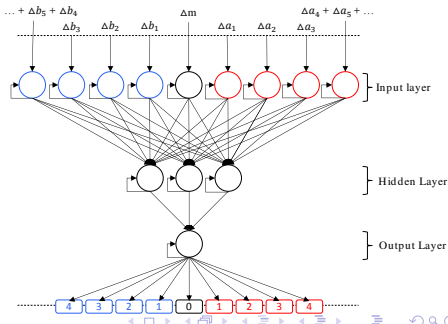 … + Δb₅ + Δb₄ Δm Δa₄ + Δa₅ + …
Δb₃ Δb₂ Δb₁ Δa₁ Δa₂ Δa₃
Input layer
Hidden Layer
Output Layer
4 3 2 1 0 1 2 3 4